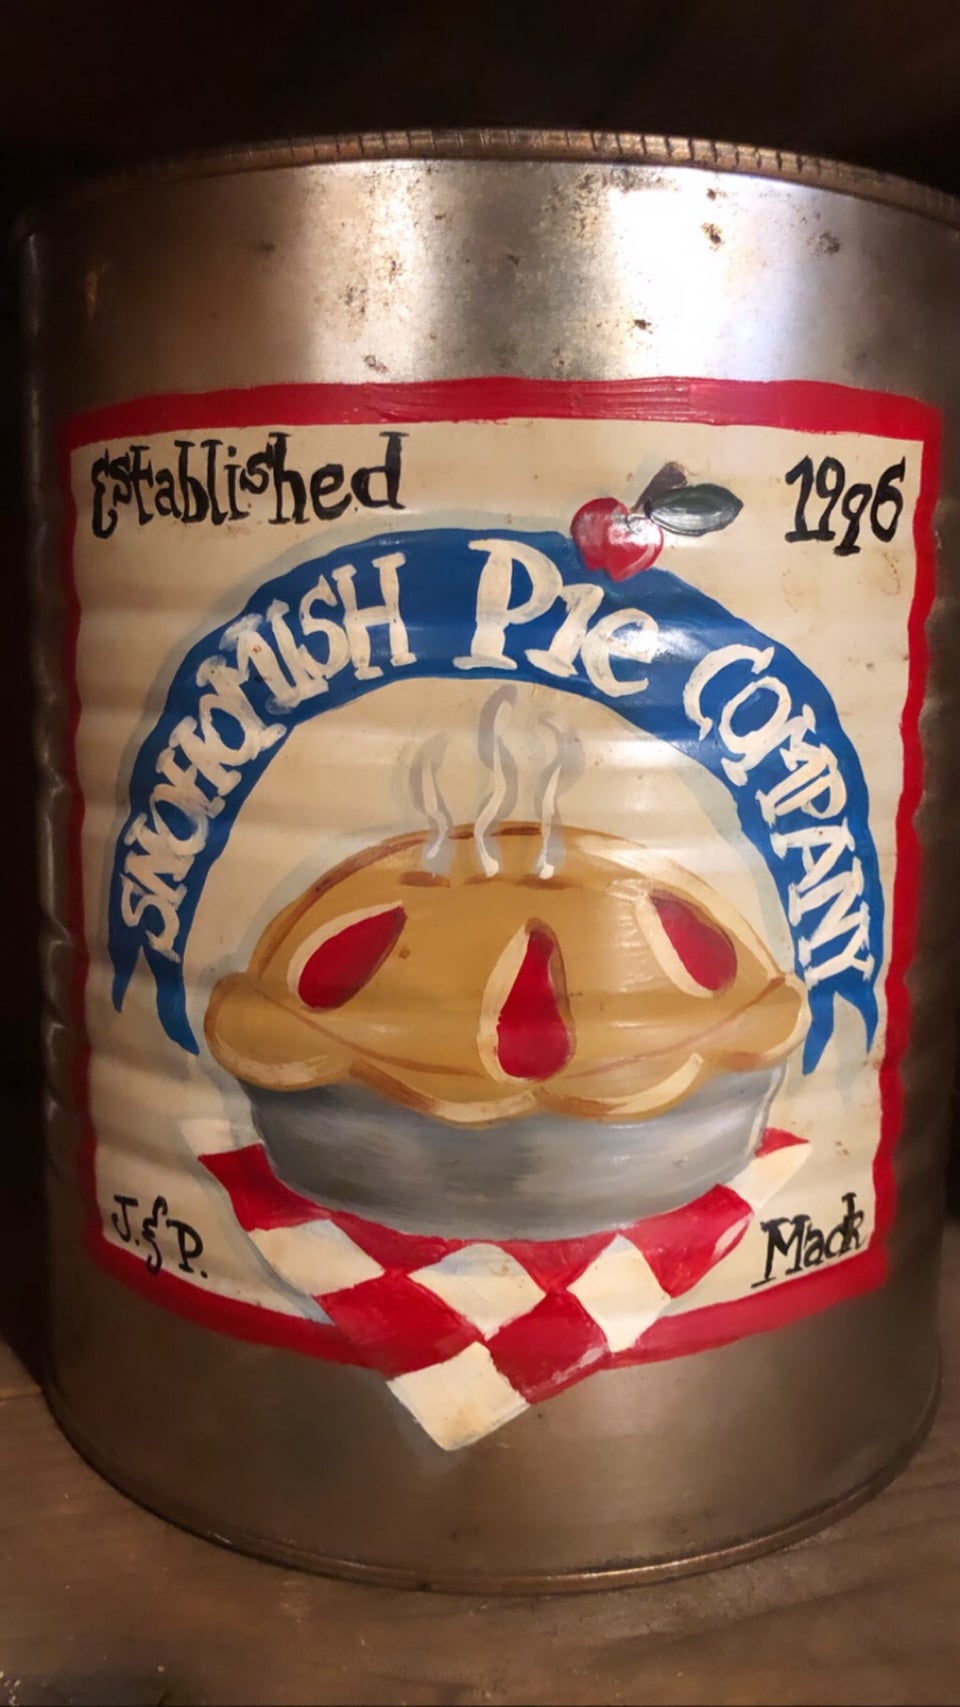 Established 1996
SNOHOMISH PIE COMPANY
J. & P. Mack